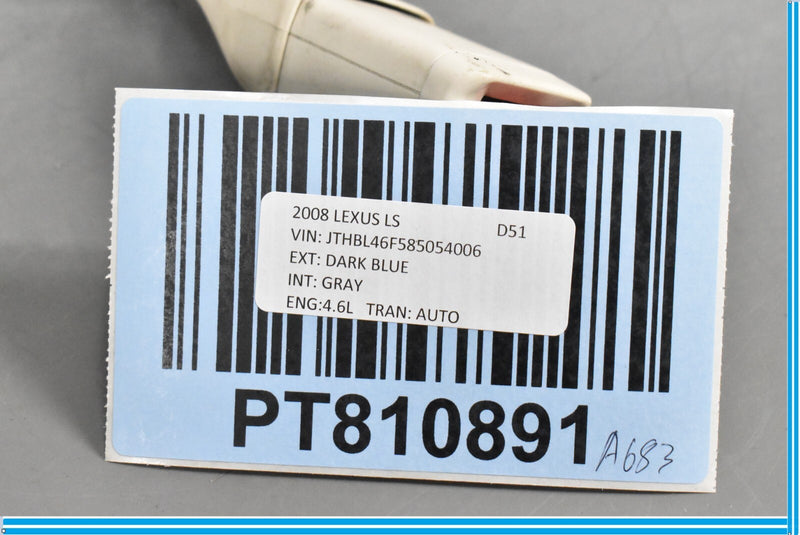 2008 LEXUS LS D51
VIN: JTHBL46F585054006
EXT: DARK BLUE
INT: GRAY
ENG:4.6L TRAN: AUTO
PT810891
A683